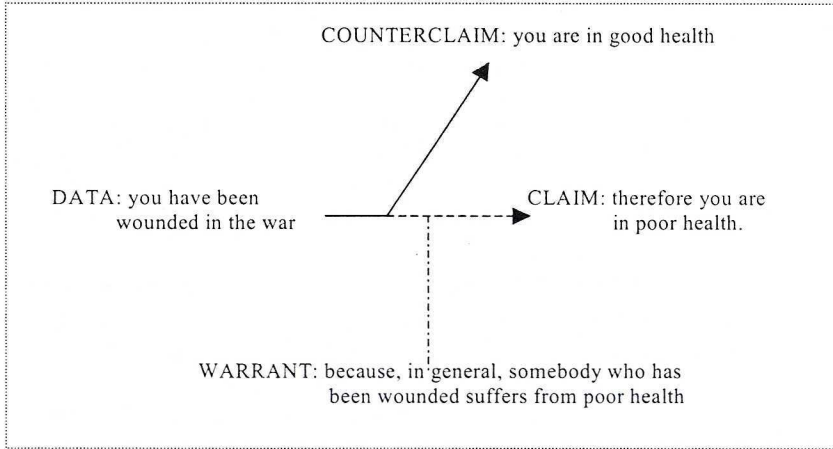 COUNTERCLAIM: you are in good health
DATA: you have been
wounded in the war
CLAIM: therefore you are
in poor health.
WARRANT: because, in general, somebody who has
been wounded suffers from poor health